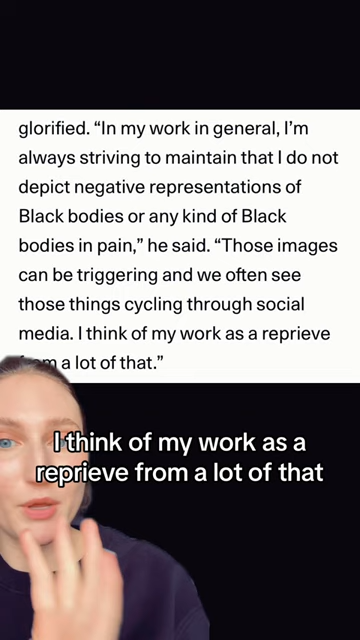 glorified. “In my work in general, I’m
always striving to maintain that I do not
depict negative representations of
Black bodies or any kind of Black
bodies in pain,” he said. “Those images
can be triggering and we often see
those things cycling through social
media. I think of my work as a reprieve
from a lot of that.”
I think of my work as a
reprieve from a lot of that